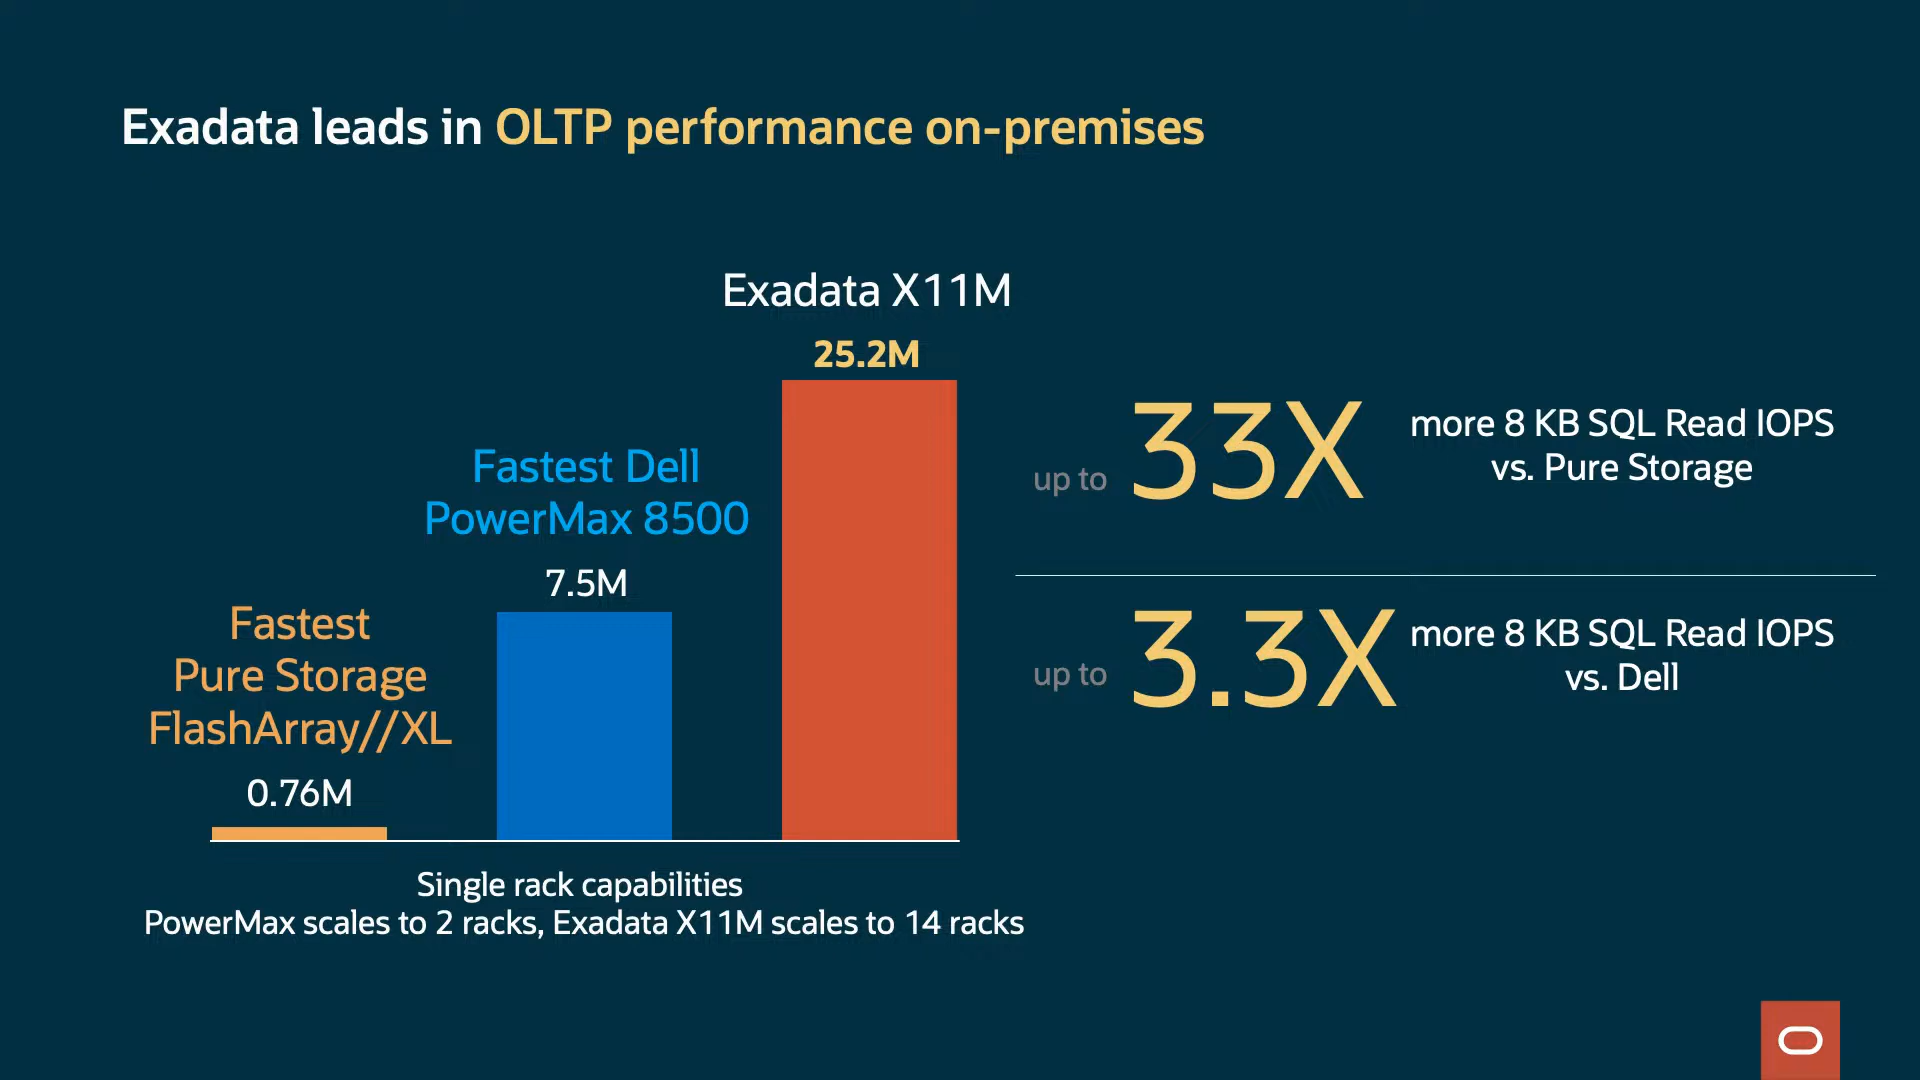 Exadata leads in OLTP performance on-premises
Exadata X11M
25.2M
Fastest Dell
PowerMax 8500
7.5M
Fastest
Pure Storage
FlashArray//XL
0.76M
Single rack capabilities
PowerMax scales to 2 racks, Exadata X11M scales to 14 racks
up to 33X more 8 KB SQL Read IOPS
vs. Pure Storage
up to 3.3X more 8 KB SQL Read IOPS
vs. Dell